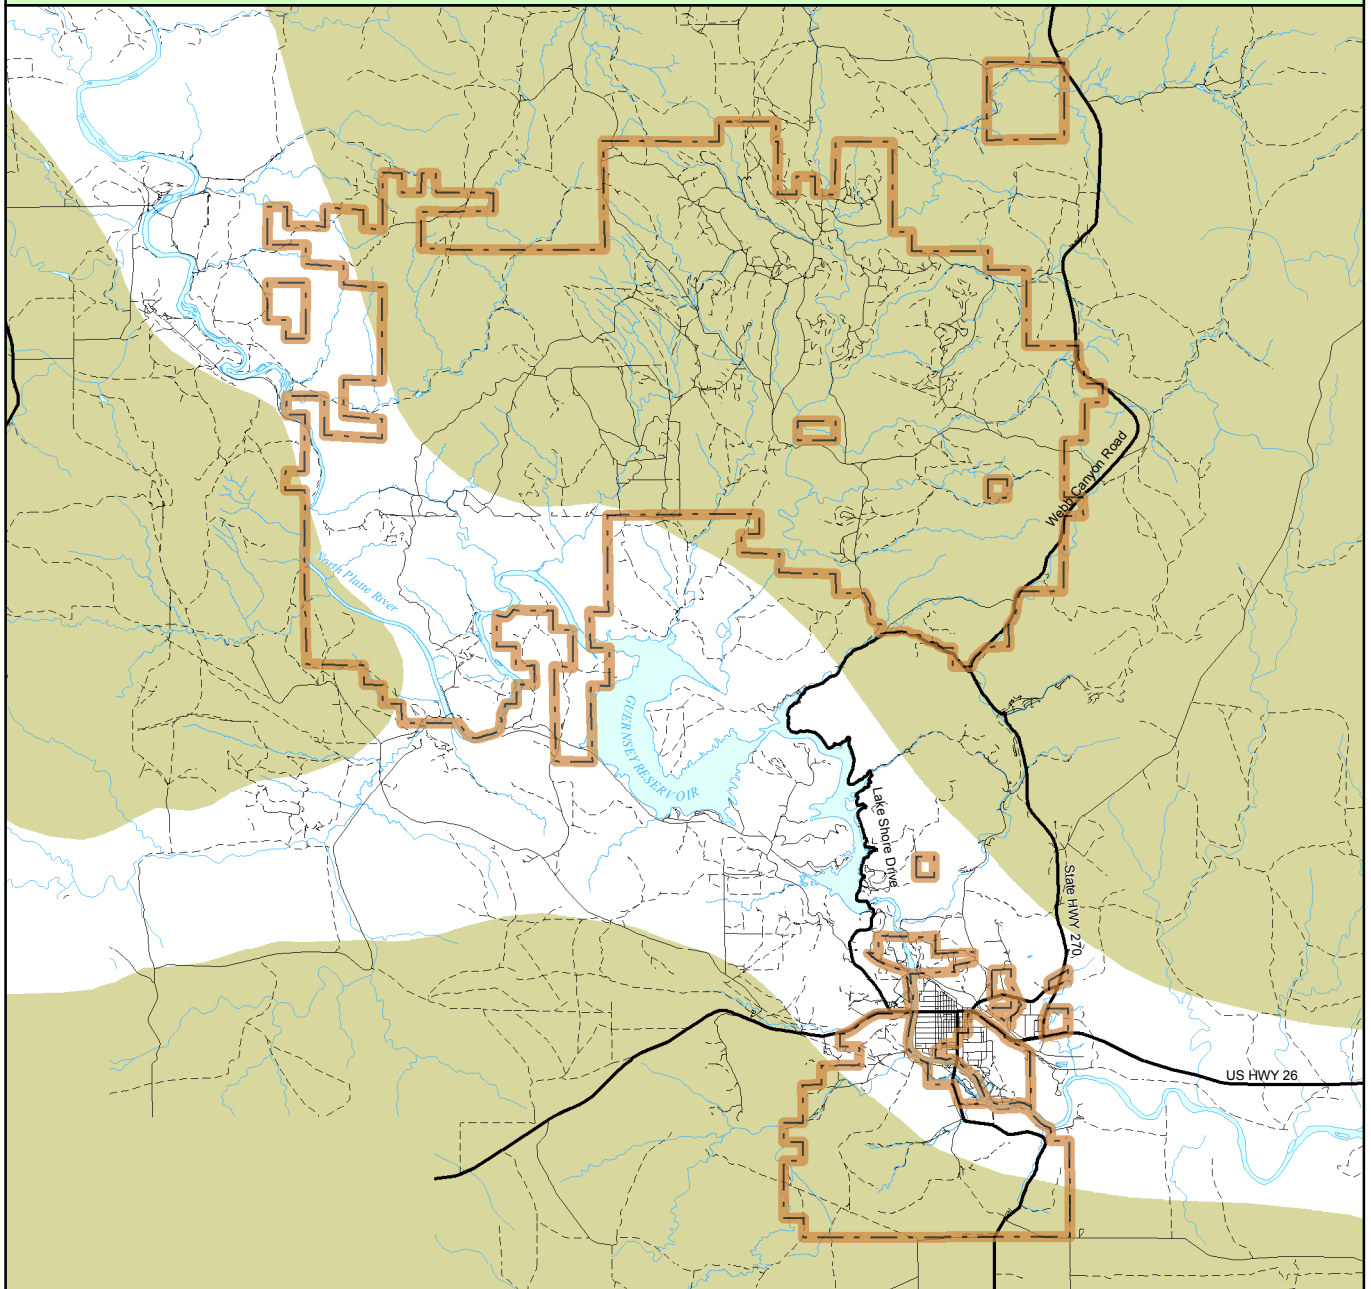 Webb Canyon Road
North Platte River
GUERNSEY RESERVOIR
Lake Shore Drive
State HWY 270
US HWY 26